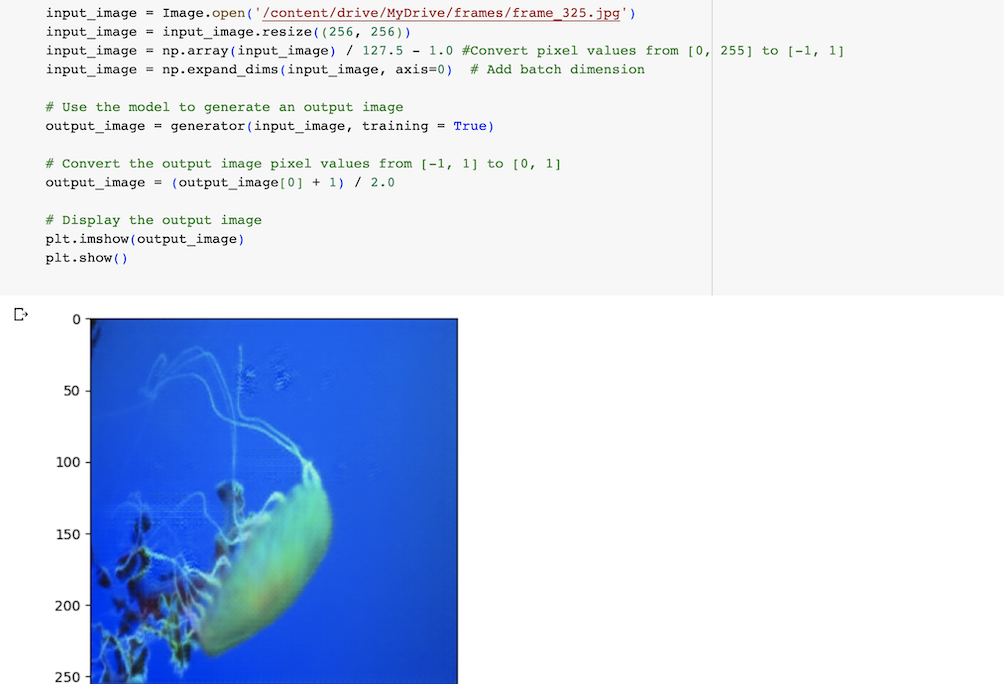 input_image = Image.open('/content/drive/MyDrive/frames/frame_325.jpg')
input_image = input_image.resize((256, 256))
input_image = np.array(input_image) / 127.5 - 1.0 #Convert pixel values from [0, 255] to [-1, 1]
input_image = np.expand_dims(input_image, axis=0)  # Add batch dimension
# Use the model to generate an output image
output_image = generator(input_image, training = True)
# Convert the output image pixel values from [-1, 1] to [0, 1]
output_image = (output_image[0] + 1) / 2.0
# Display the output image
plt.imshow(output_image)
plt.show()
0
50
100
150
200
250